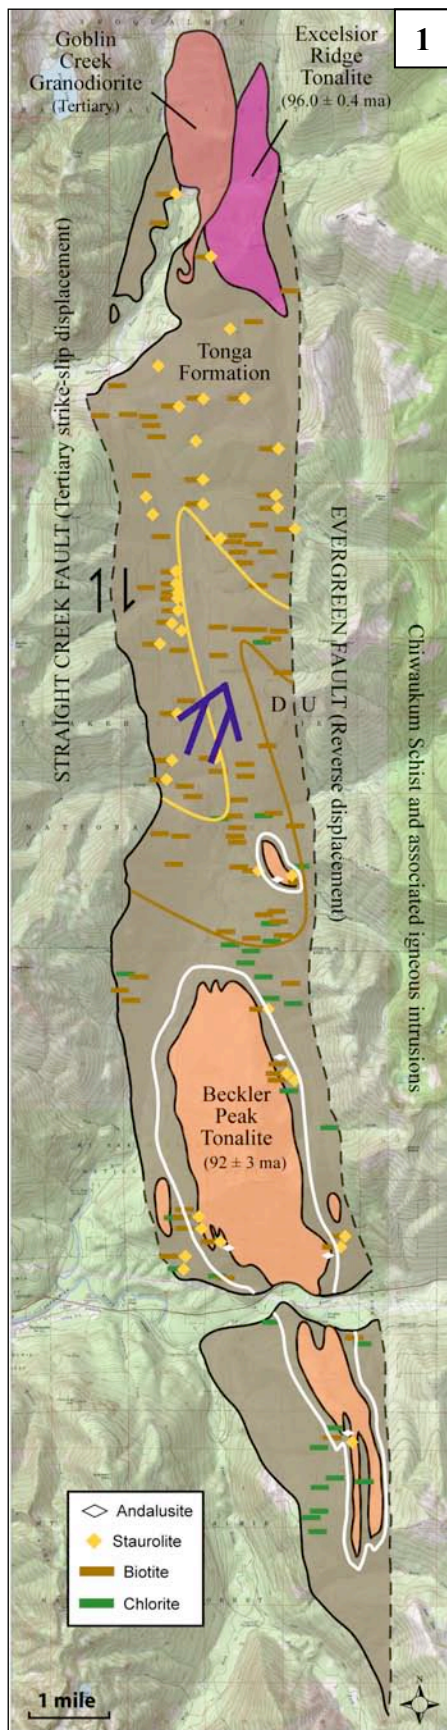 1
Goblin
Creek
Granodiorite
(Tertiary)
Excelsior
Ridge
Tonalite
(96.0 ± 0.4 ma)
Tonga
Formation
STRAIGHT CREEK FAULT (Tertiary strike-slip displacement)
EVERGREEN FAULT (Reverse displacement)
D U
Chiwaukum Schist and associated igneous intrusions
Beckler
Peak
Tonalite
(92 ± 3 ma)
Andalusite
Staurolite
Biotite
Chlorite
1 mile
N